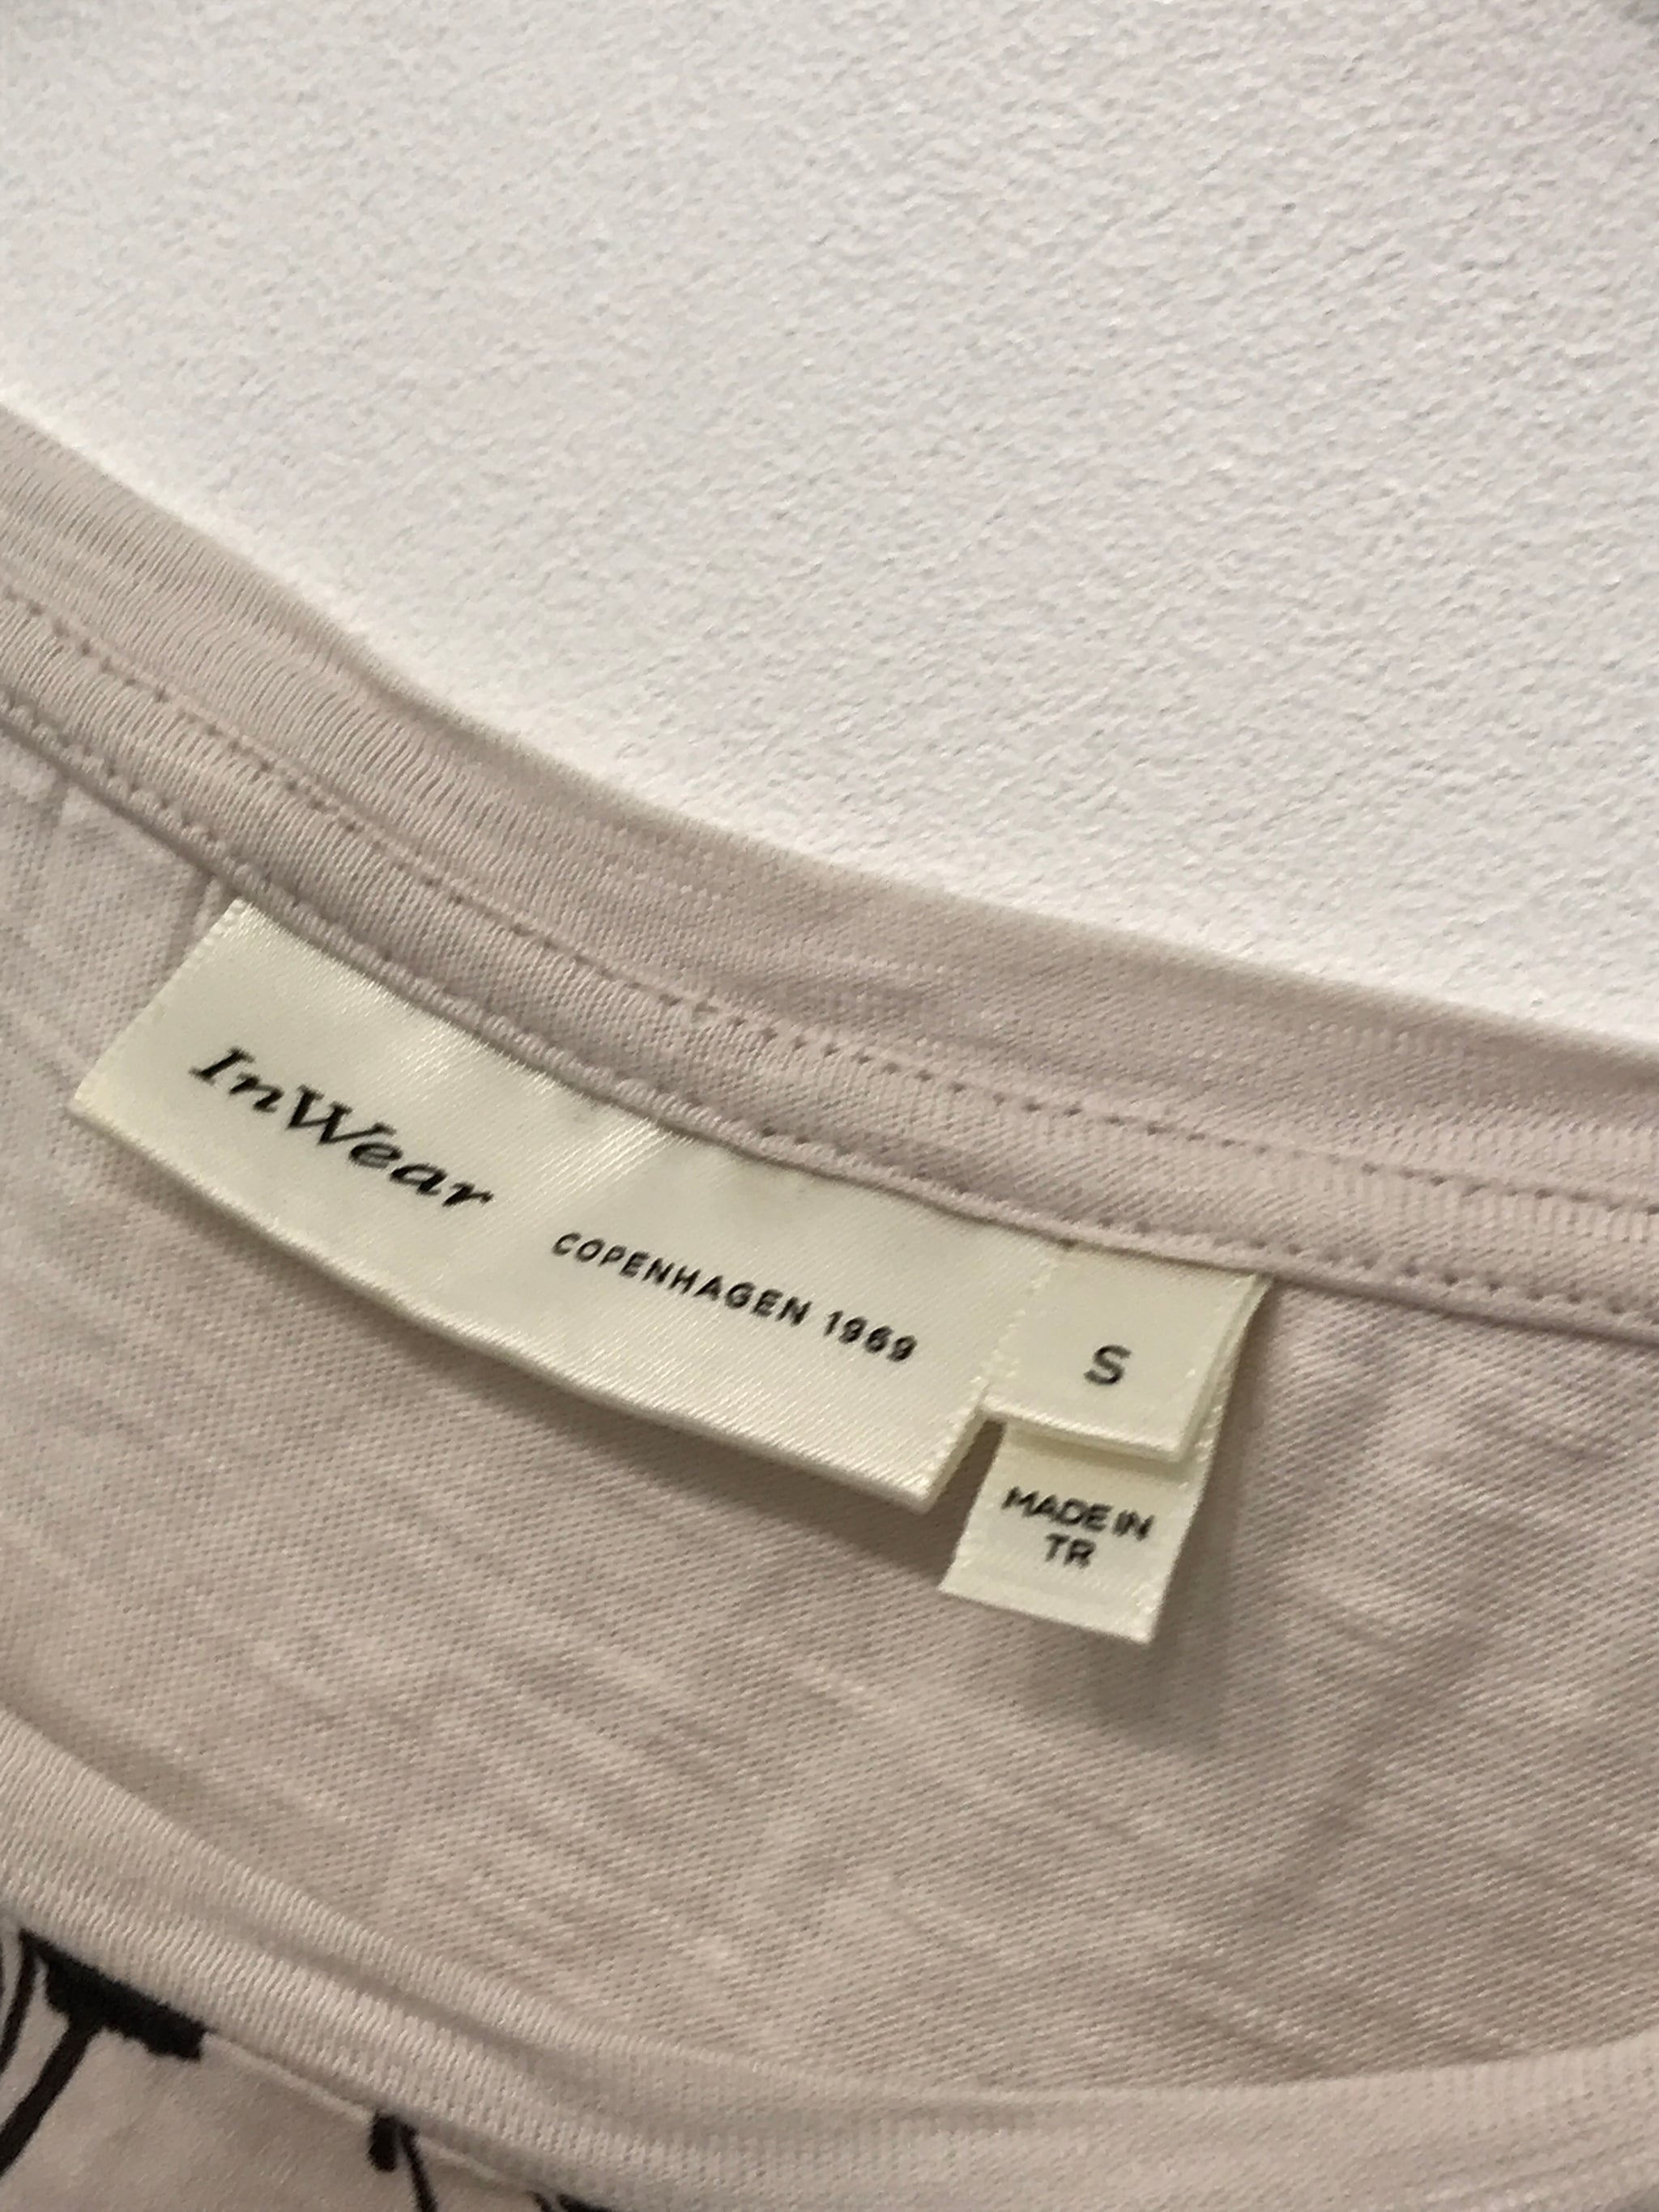 InWear
COPENHAGEN 1969
S
MADE IN
TR